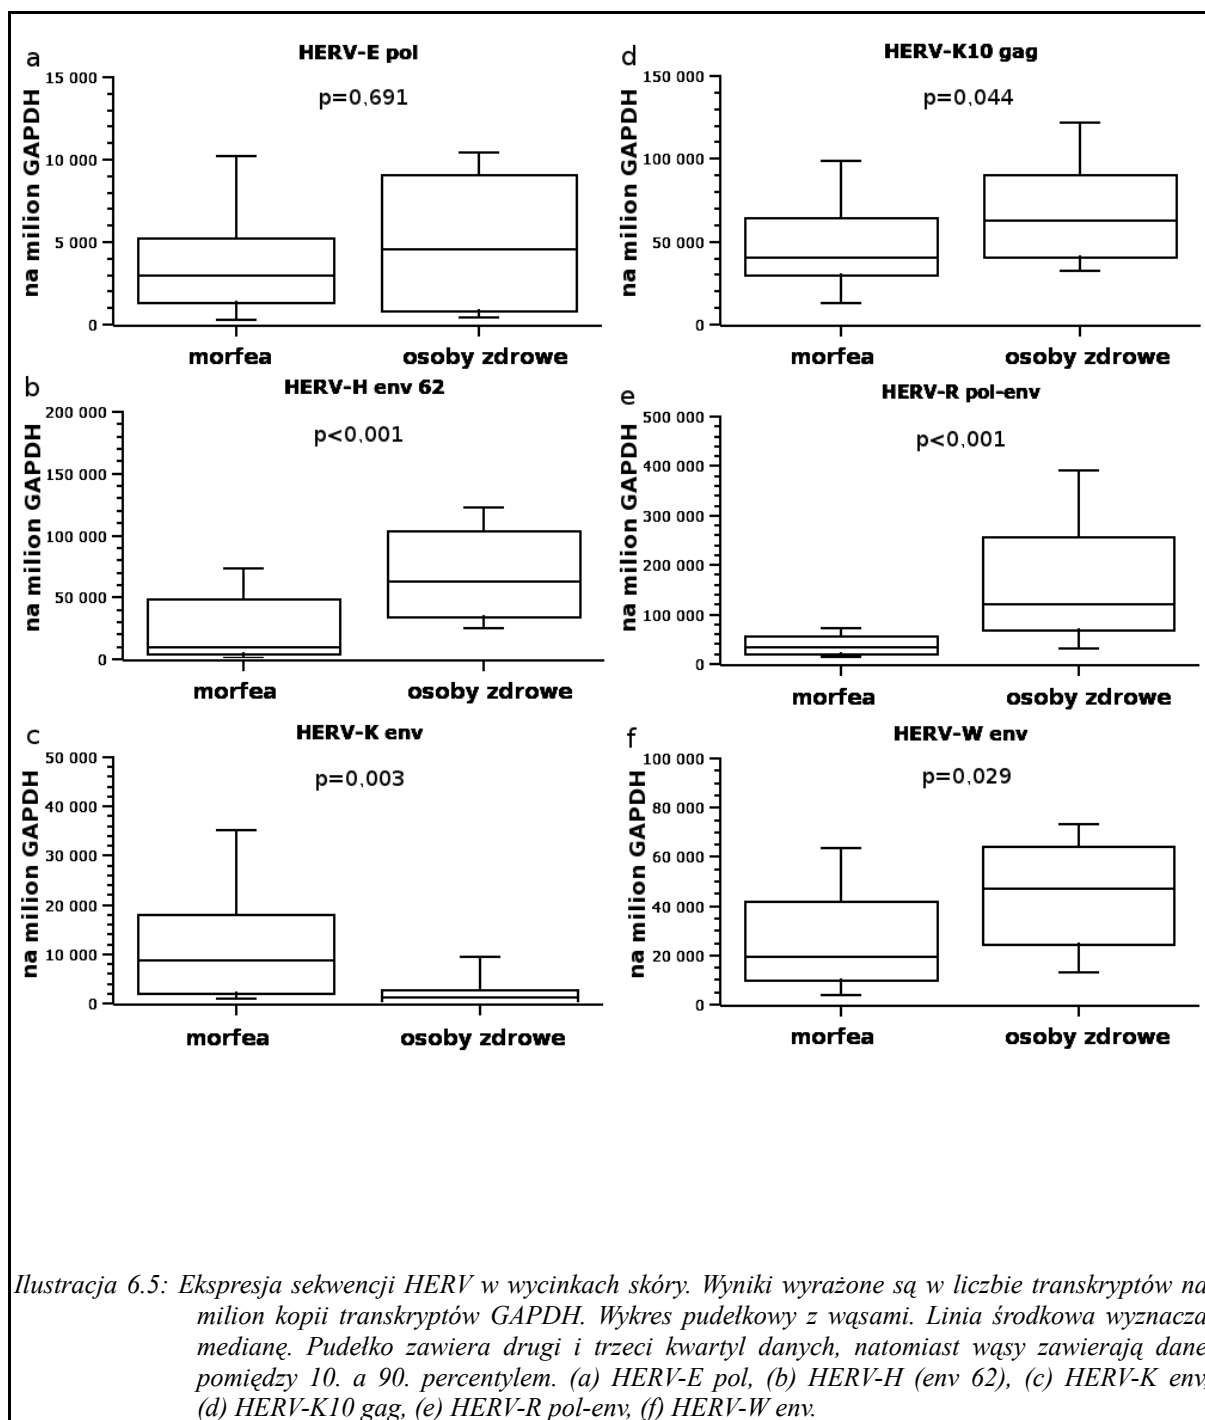 a
HERV-E pol
p=0,691
na milion GAPDH
15 000
10 000
5 000
0
morfea
osoby zdrowe
b
HERV-H env 62
p<0,001
na milion GAPDH
200 000
150 000
100 000
50 000
0
morfea
osoby zdrowe
c
HERV-K env
p=0,003
na milion GAPDH
50 000
40 000
30 000
20 000
10 000
0
morfea
osoby zdrowe
d
HERV-K10 gag
p=0,044
na milion GAPDH
150 000
100 000
50 000
0
morfea
osoby zdrowe
e
HERV-R pol-env
p<0,001
na milion GAPDH
500 000
400 000
300 000
200 000
100 000
0
morfea
osoby zdrowe
f
HERV-W env
p=0,029
na milion GAPDH
100 000
80 000
60 000
40 000
20 000
0
morfea
osoby zdrowe
Ilustracja 6.5: Ekspresja sekwencji HERV w wycinkach skóry. Wyniki wyrażone są w liczbie transkryptów na
milion kopii transkryptów GAPDH. Wykres pudełkowy z wąsami. Linia środkowa wyznacza
medianę. Pudełko zawiera drugi i trzeci kwartyl danych, natomiast wąsy zawierają dane
pomiędzy 10. a 90. percentylem. (a) HERV-E pol, (b) HERV-H (env 62), (c) HERV-K env,
(d) HERV-K10 gag, (e) HERV-R pol-env, (f) HERV-W env.